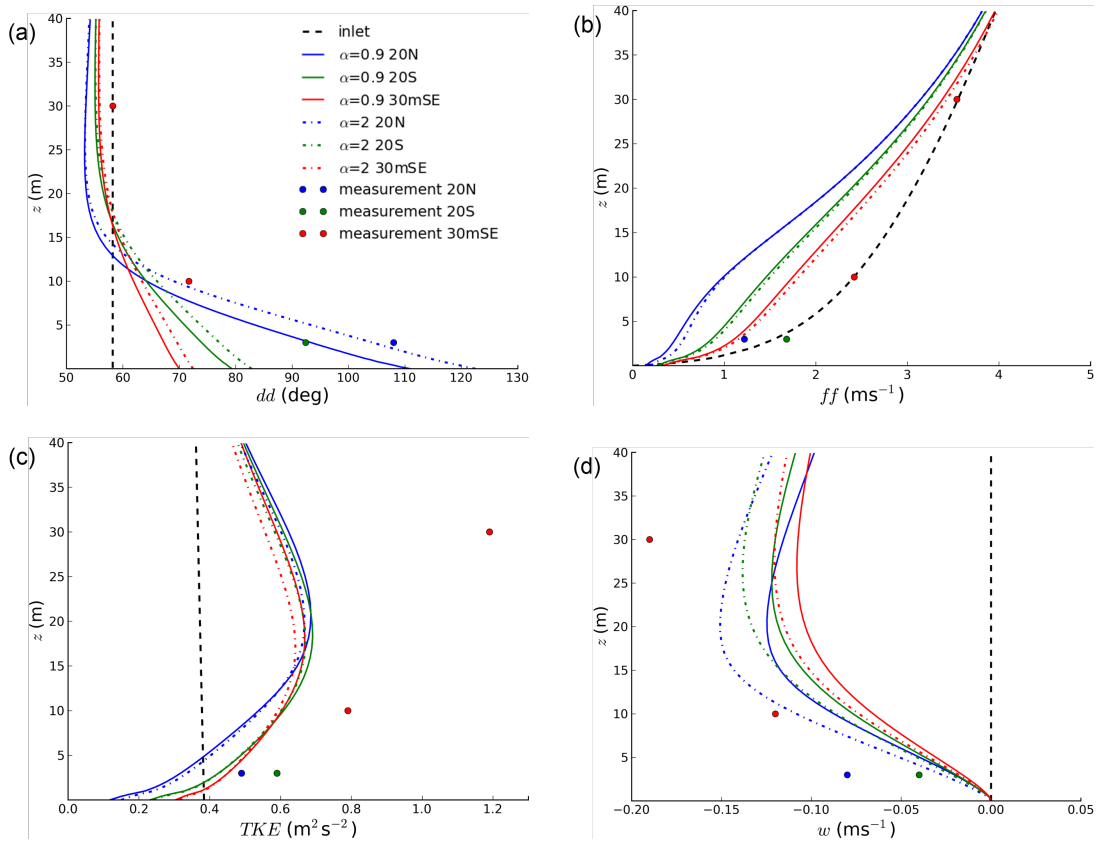 (a)
40
35
30
25
20
15
10
5
z (m)
50 60 70 80 90 100 110 120 130
dd (deg)
inlet
α=0.9 20N
α=0.9 20S
α=0.9 30mSE
α=2 20N
α=2 20S
α=2 30mSE
measurement 20N
measurement 20S
measurement 30mSE
(b)
40
35
30
25
20
15
10
5
z (m)
0 1 2 3 4 5
ff (ms⁻¹)
(c)
40
35
30
25
20
15
10
5
z (m)
0.0 0.2 0.4 0.6 0.8 1.0 1.2
TKE (m² s⁻²)
(d)
40
35
30
25
20
15
10
5
z (m)
−0.20 −0.15 −0.10 −0.05 0.00 0.05
w (ms⁻¹)